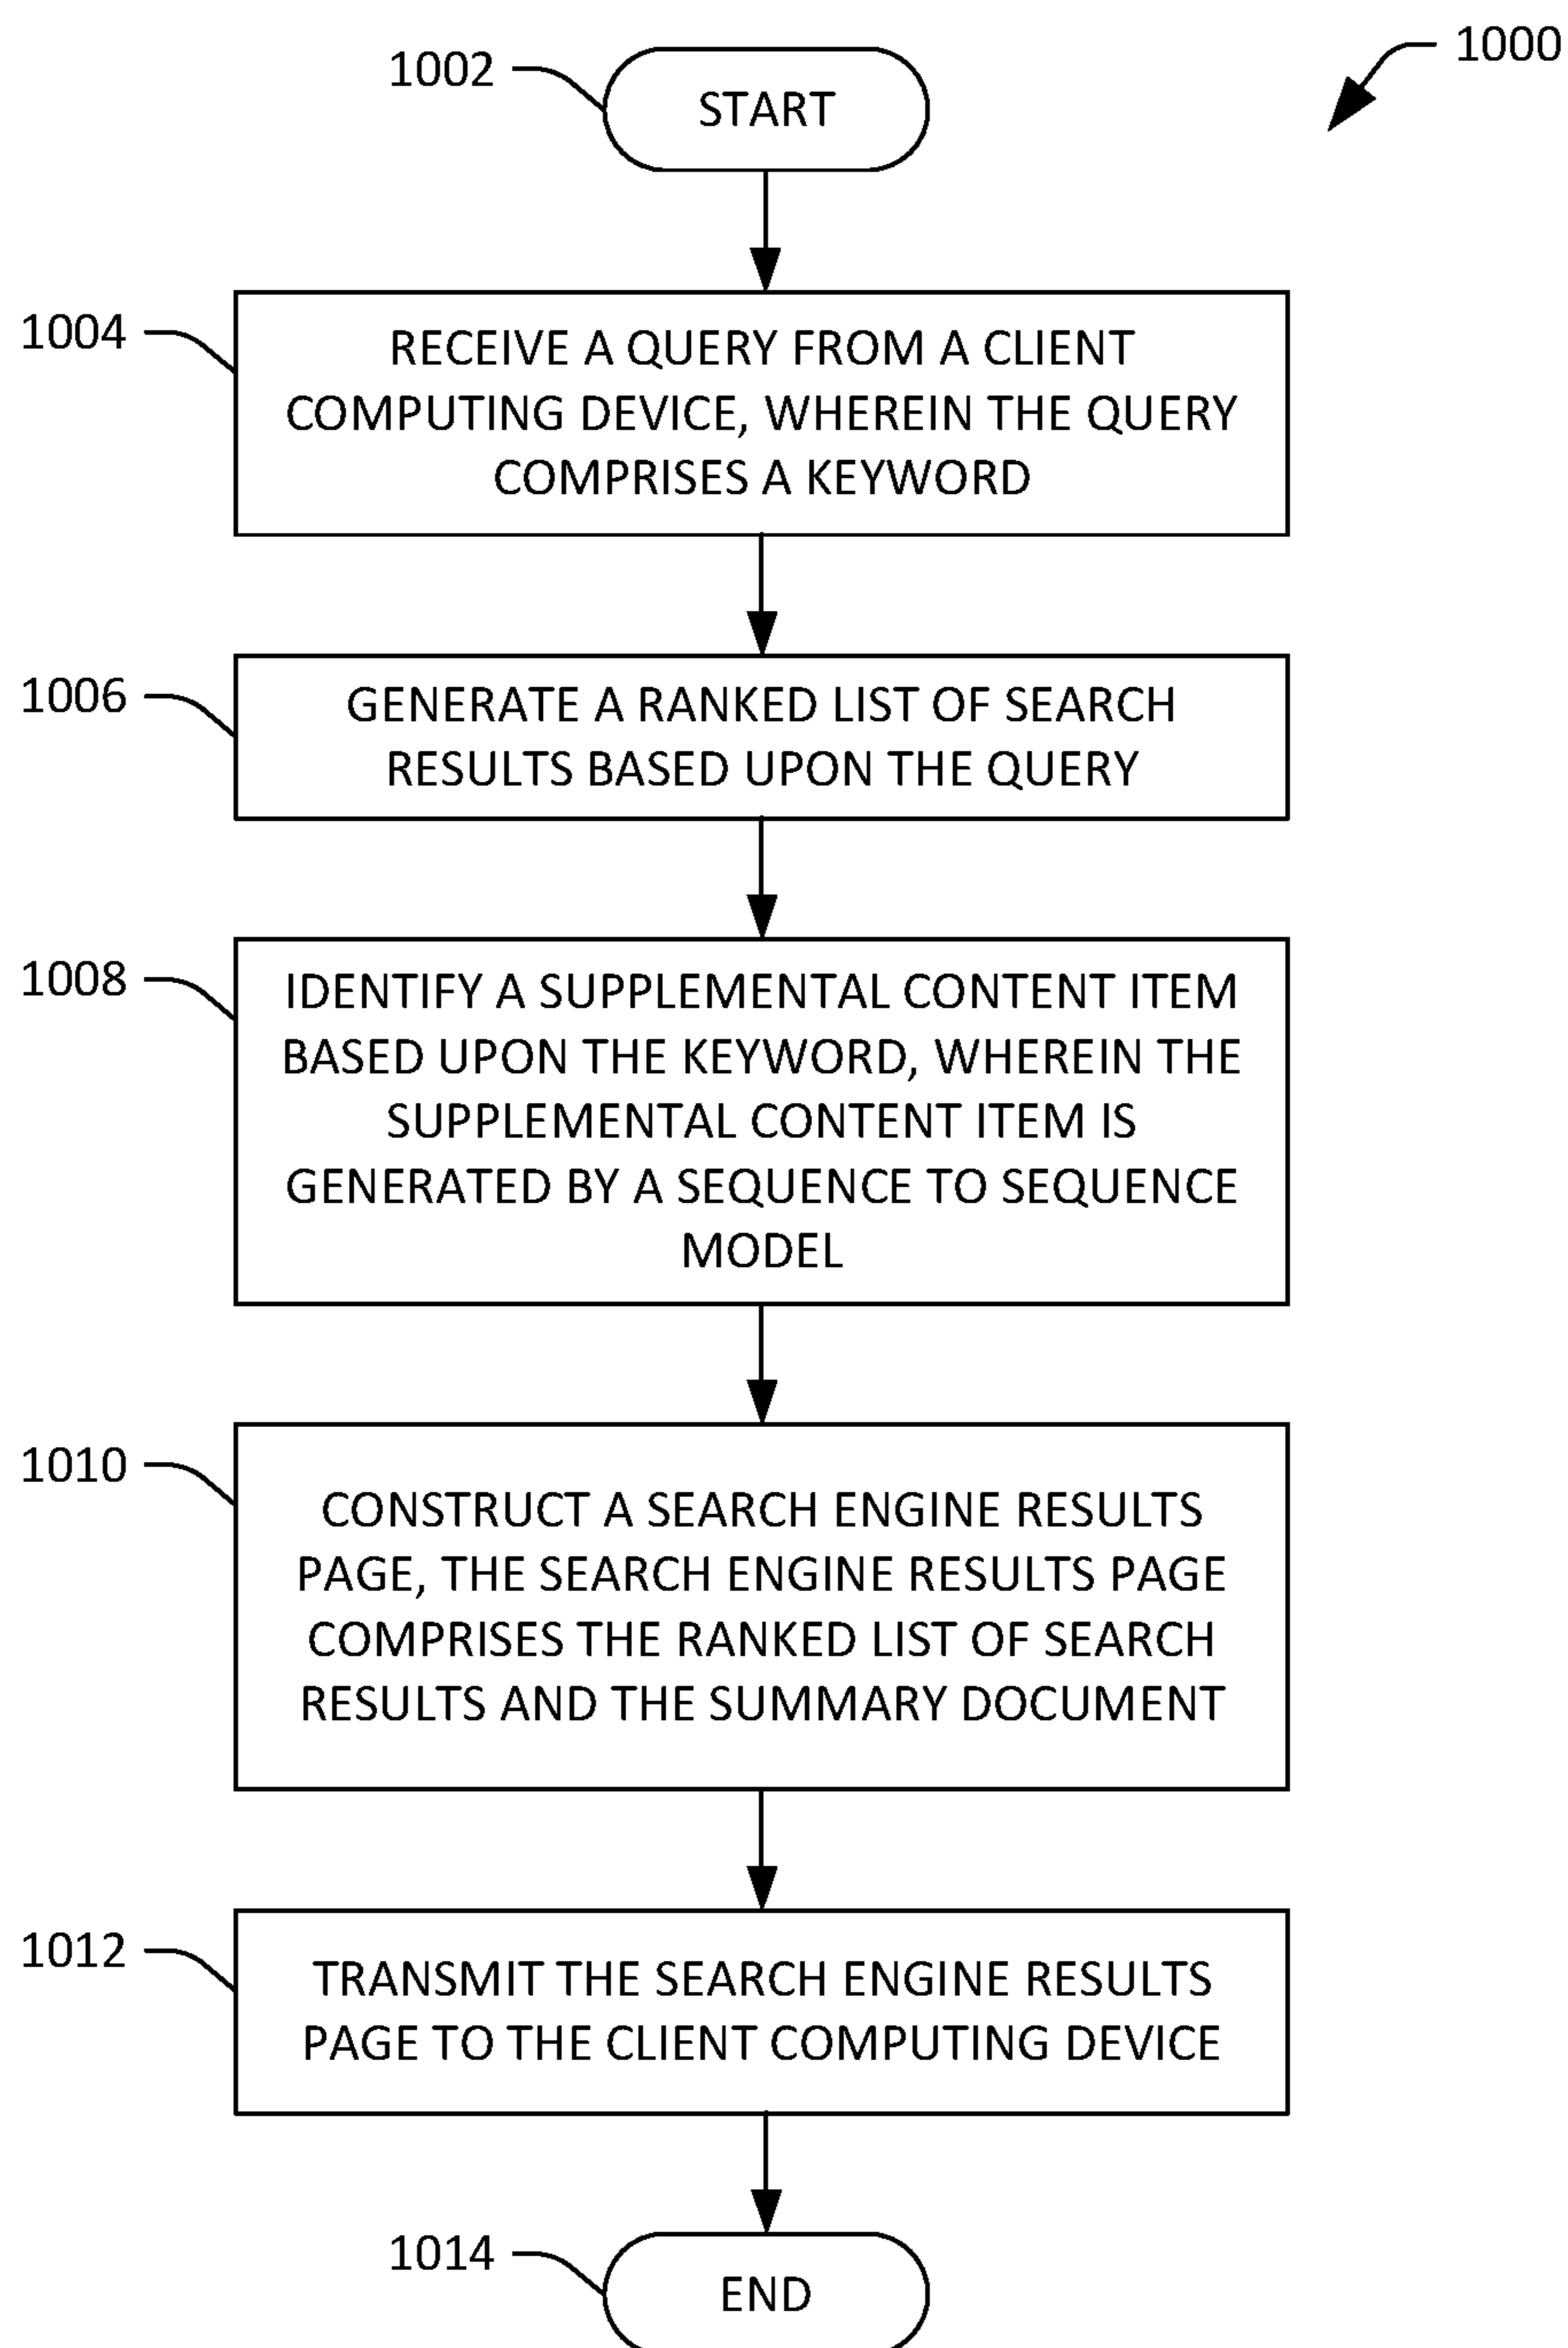 1000
1002
START
1004
RECEIVE A QUERY FROM A CLIENT
COMPUTING DEVICE, WHEREIN THE QUERY
COMPRISES A KEYWORD
1006
GENERATE A RANKED LIST OF SEARCH
RESULTS BASED UPON THE QUERY
1008
IDENTIFY A SUPPLEMENTAL CONTENT ITEM
BASED UPON THE KEYWORD, WHEREIN THE
SUPPLEMENTAL CONTENT ITEM IS
GENERATED BY A SEQUENCE TO SEQUENCE
MODEL
1010
CONSTRUCT A SEARCH ENGINE RESULTS
PAGE, THE SEARCH ENGINE RESULTS PAGE
COMPRISES THE RANKED LIST OF SEARCH
RESULTS AND THE SUMMARY DOCUMENT
1012
TRANSMIT THE SEARCH ENGINE RESULTS
PAGE TO THE CLIENT COMPUTING DEVICE
1014
END